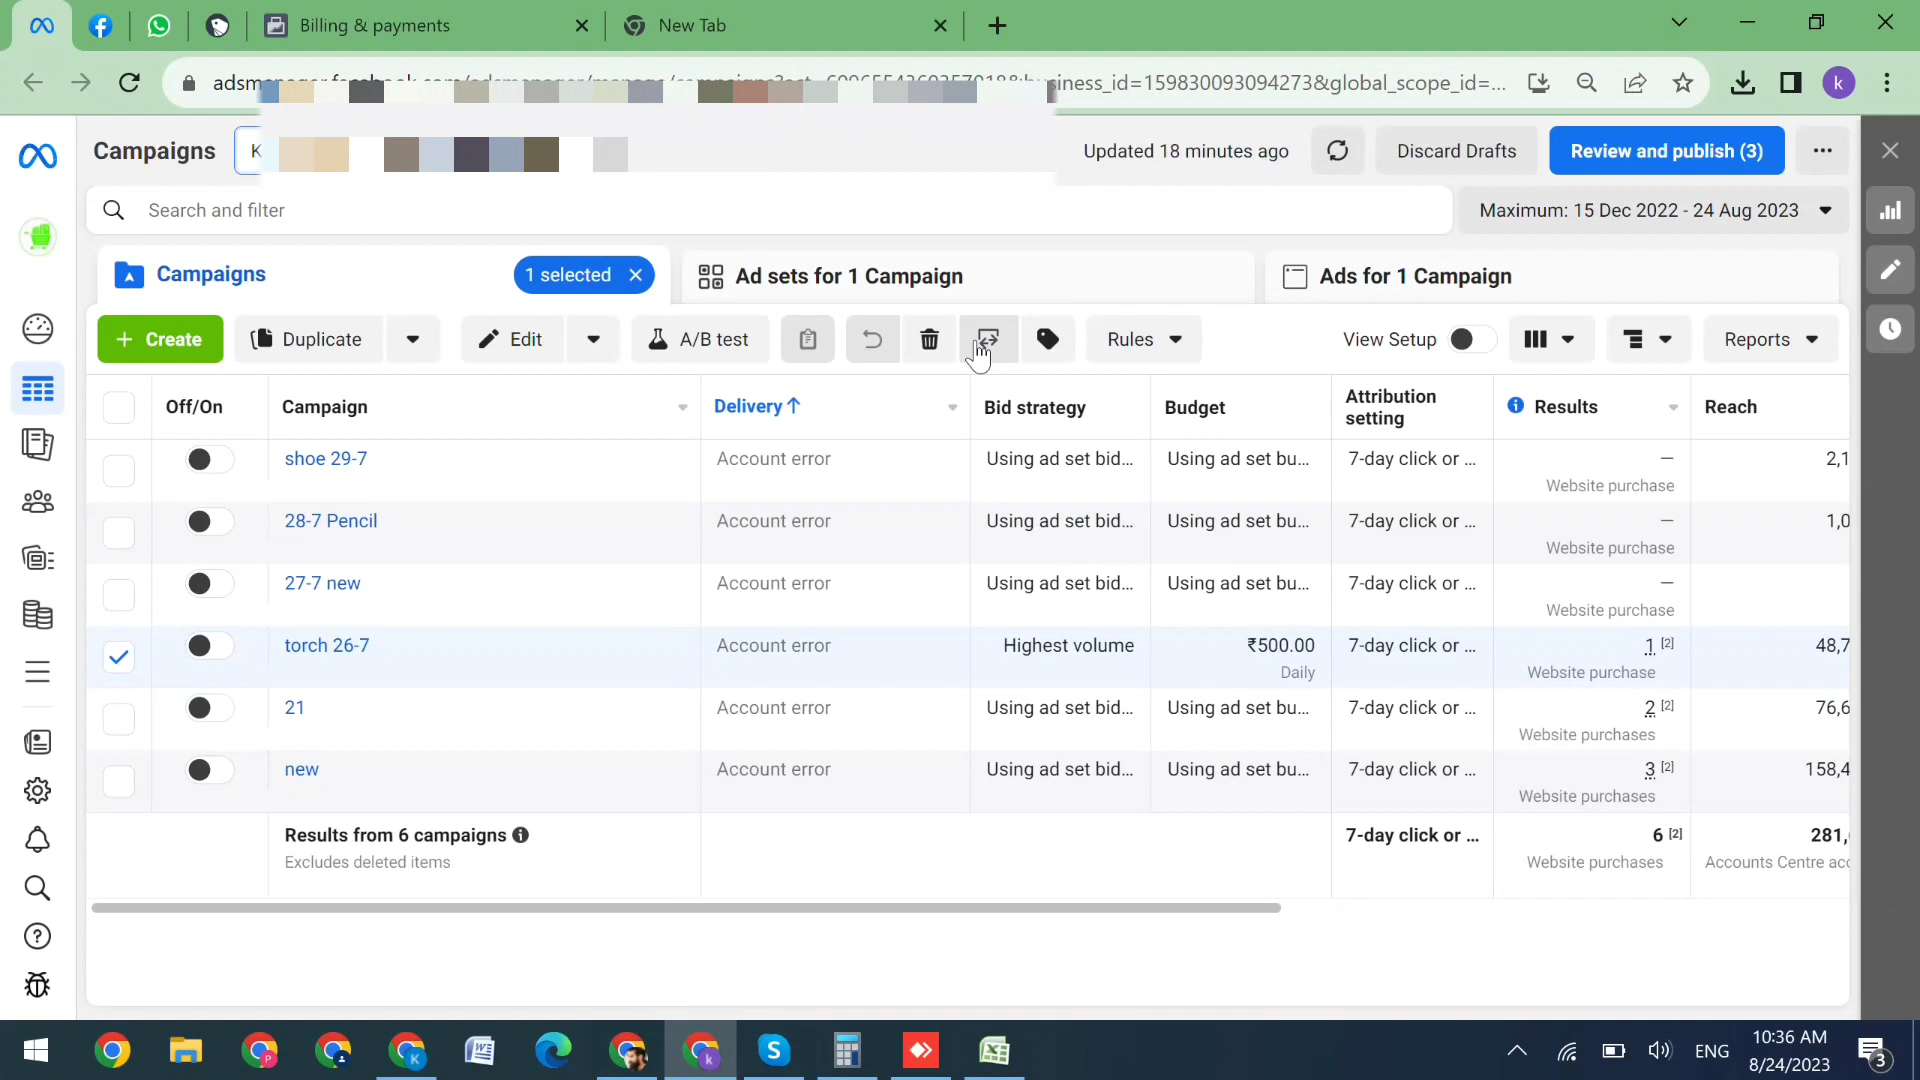 Billing & payments
New Tab
siness_id=159830093094273&global_scope_id=...
k
Campaigns
K
Updated 18 minutes ago
Discard Drafts
Review and publish (3)
Search and filter
Maximum: 15 Dec 2022 - 24 Aug 2023
Campaigns
1 selected
Ad sets for 1 Campaign
Ads for 1 Campaign
+ Create
Duplicate
Edit
A/B test
Rules
View Setup
Reports
Off/On
Campaign
Delivery ↑
Bid strategy
Budget
Attribution
setting
Results
Reach
shoe 29-7
Account error
Using ad set bid...
Using ad set bu...
7-day click or ...
—
2,1
Website purchase
28-7 Pencil
Account error
Using ad set bid...
Using ad set bu...
7-day click or ...
—
1,0
Website purchase
27-7 new
Account error
Using ad set bid...
Using ad set bu...
7-day click or ...
—
Website purchase
torch 26-7
Account error
Highest volume
₹500.00
7-day click or ...
1 [2]
48,7
Daily
Website purchase
21
Account error
Using ad set bid...
Using ad set bu...
7-day click or ...
2 [2]
76,6
Website purchases
new
Account error
Using ad set bid...
Using ad set bu...
7-day click or ...
3 [2]
158,4
Website purchases
Results from 6 campaigns
7-day click or ...
6 [2]
281,
Excludes deleted items
Website purchases
Accounts Centre acc
ENG
10:36 AM
8/24/2023
3